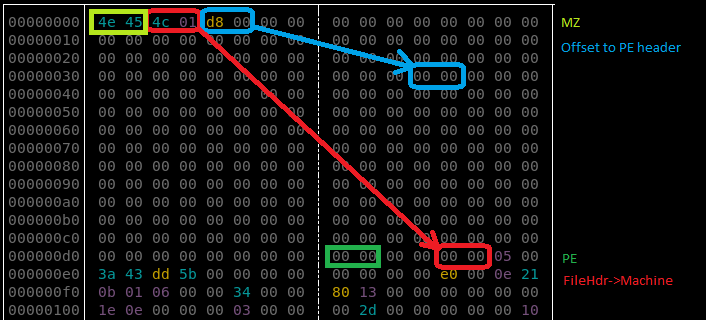 00000000 4e 45 4c 01 d8 00 00 00 00 00 00 00 00 00 00 00 MZ
00000010 00 00 00 00 00 00 00 00 00 00 00 00 00 00 00 00
00000020 00 00 00 00 00 00 00 00 00 00 00 00 00 00 00 00 Offset to PE header
00000030 00 00 00 00 00 00 00 00 00 00 00 00 00 00 00 00
00000040 00 00 00 00 00 00 00 00 00 00 00 00 00 00 00 00
00000050 00 00 00 00 00 00 00 00 00 00 00 00 00 00 00 00
00000060 00 00 00 00 00 00 00 00 00 00 00 00 00 00 00 00
00000070 00 00 00 00 00 00 00 00 00 00 00 00 00 00 00 00
00000080 00 00 00 00 00 00 00 00 00 00 00 00 00 00 00 00
00000090 00 00 00 00 00 00 00 00 00 00 00 00 00 00 00 00
000000a0 00 00 00 00 00 00 00 00 00 00 00 00 00 00 00 00
000000b0 00 00 00 00 00 00 00 00 00 00 00 00 00 00 00 00
000000c0 00 00 00 00 00 00 00 00 00 00 00 00 00 00 00 00
000000d0 00 00 00 00 00 00 00 00 00 00 00 00 00 00 05 00 PE
000000e0 3a 43 dd 5b 00 00 00 00 00 00 00 00 e0 00 0e 21 FileHdr->Machine
000000f0 0b 01 06 00 00 34 00 00 80 13 00 00 00 00 00 00
00000100 1e 0e 00 00 00 03 00 00 00 2d 00 00 00 00 00 10